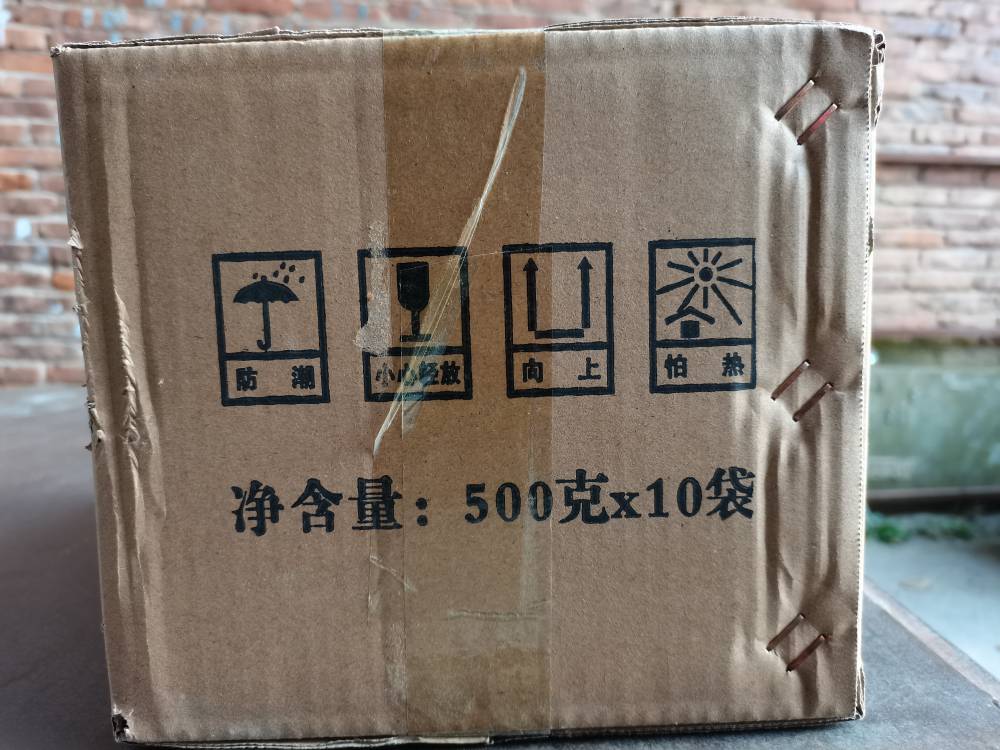 防潮
小心轻放
向上
怕热
净含量：500克x10袋